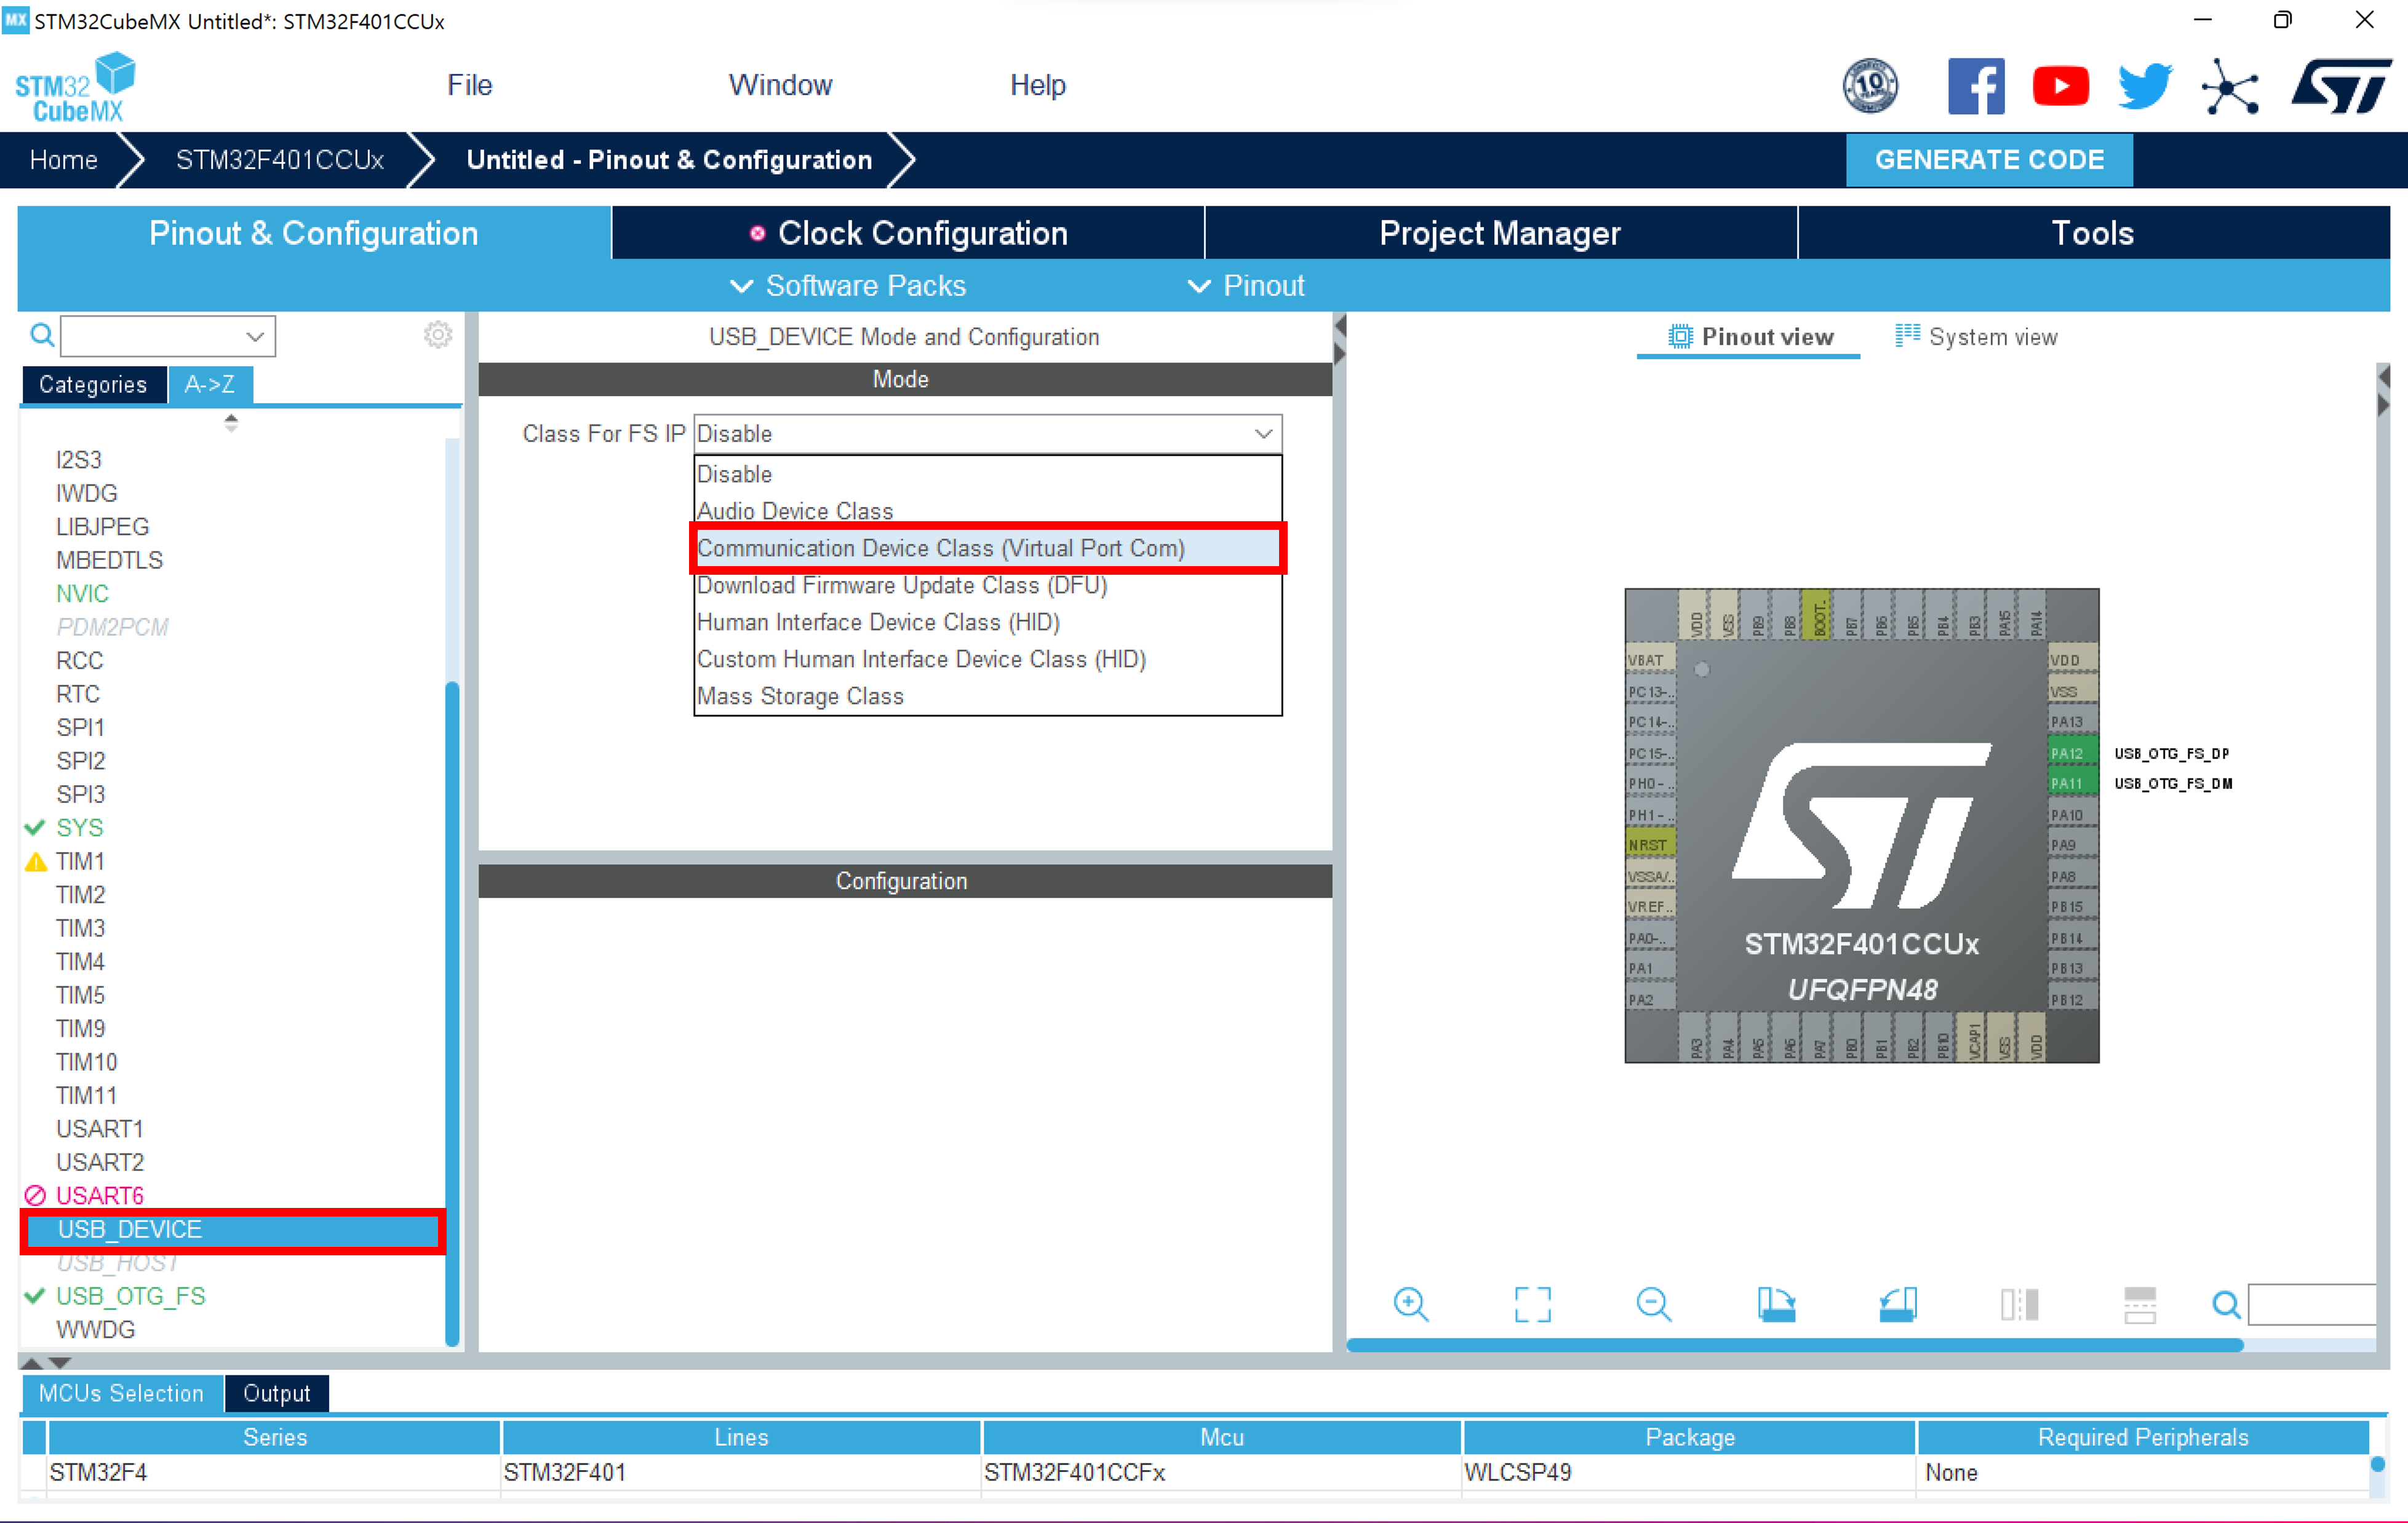 MX STM32CubeMX Untitled*: STM32F401CCUx
STM32
CubeMX
File
Window
Help
10
YEARS
Home
STM32F401CCUx
Untitled - Pinout & Configuration
GENERATE CODE
Pinout & Configuration
Clock Configuration
Project Manager
Tools
Software Packs
Pinout
Categories
A->Z
I2S3
IWDG
LIBJPEG
MBEDTLS
NVIC
PDM2PCM
RCC
RTC
SPI1
SPI2
SPI3
SYS
TIM1
TIM2
TIM3
TIM4
TIM5
TIM9
TIM10
TIM11
USART1
USART2
USART6
USB_DEVICE
USB_HOST
USB_OTG_FS
WWDG
USB_DEVICE Mode and Configuration
Mode
Class For FS IP Disable
Disable
Audio Device Class
Communication Device Class (Virtual Port Com)
Download Firmware Update Class (DFU)
Human Interface Device Class (HID)
Custom Human Interface Device Class (HID)
Mass Storage Class
Configuration
Pinout view
System view
VDD VSS PB9 PB8 BOOT.. PB7 PB6 PB5 PB4 PB3 PA15 PA14
VBAT
PC13-..
PC14-..
PC15-..
PH0-..
PH1-..
NRST
VSSA/..
VREF..
PA0-..
PA1
PA2
VDD
VSS
PA13
PA12 USB_OTG_FS_DP
PA11 USB_OTG_FS_DM
PA10
PA9
PA8
PB15
PB14
PB13
PB12
ST
STM32F401CCUx
UFQFPN48
PA3 PA4 PA5 PA6 PA7 PB0 PB1 PB2 PB10 VCAP1 VSS VDD
MCUs Selection
Output
Series Lines Mcu Package Required Peripherals
STM32F4 STM32F401 STM32F401CCFx WLCSP49 None